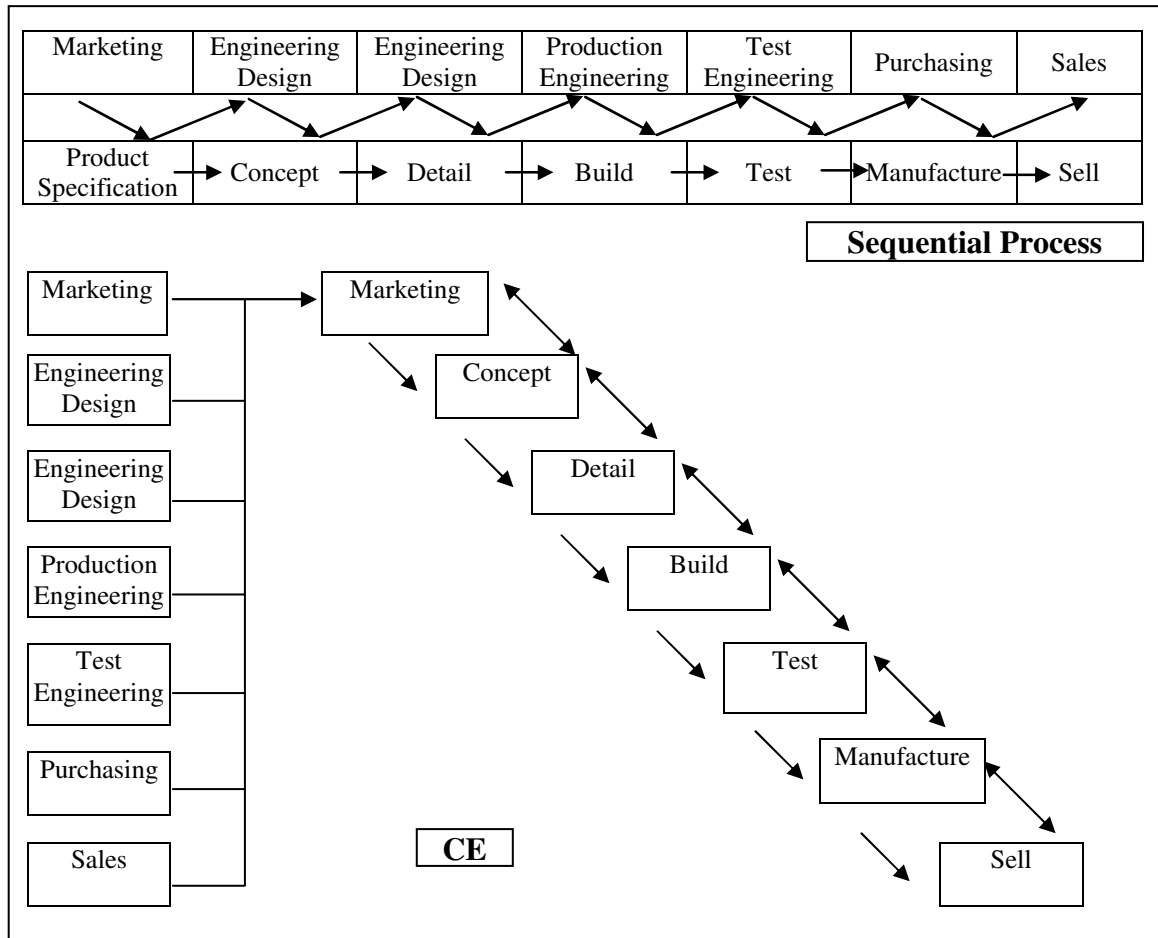 Marketing
Engineering
Design
Engineering
Design
Production
Engineering
Test
Engineering
Purchasing
Sales
Product
Specification
Concept
Detail
Build
Test
Manufacture
Sell
Sequential Process
Marketing
Engineering
Design
Engineering
Design
Production
Engineering
Test
Engineering
Purchasing
Sales
Marketing
Concept
Detail
Build
Test
Manufacture
Sell
CE